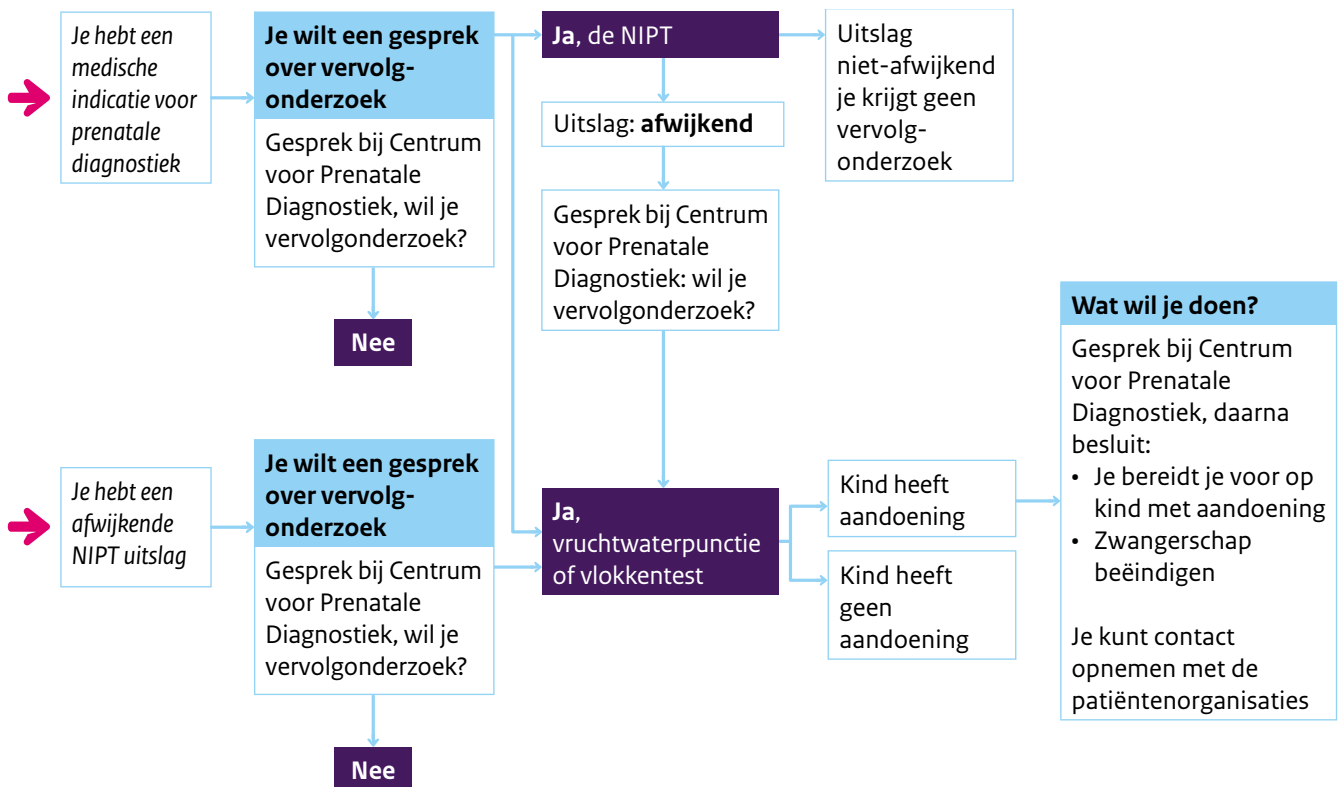 Je hebt een
medische
indicatie voor
prenatale
diagnostiek
Je wilt een gesprek
over vervolg-
onderzoek
Gesprek bij Centrum
voor Prenatale
Diagnostiek, wil je
vervolgonderzoek?
Nee
Ja, de NIPT
Uitslag: afwijkend
Gesprek bij Centrum
voor Prenatale
Diagnostiek: wil je
vervolgonderzoek?
Uitslag
niet-afwijkend
je krijgt geen
vervolg-
onderzoek
Je hebt een
afwijkende
NIPT uitslag
Je wilt een gesprek
over vervolg-
onderzoek
Gesprek bij Centrum
voor Prenatale
Diagnostiek, wil je
vervolgonderzoek?
Nee
Ja,
vruchtwaterpunctie
of vlokkentest
Kind heeft
aandoening
Kind heeft
geen
aandoening
Wat wil je doen?
Gesprek bij Centrum
voor Prenatale
Diagnostiek, daarna
besluit:
• Je bereidt je voor op
kind met aandoening
• Zwangerschap
beëindigen
Je kunt contact
opnemen met de
patiëntenorganisaties